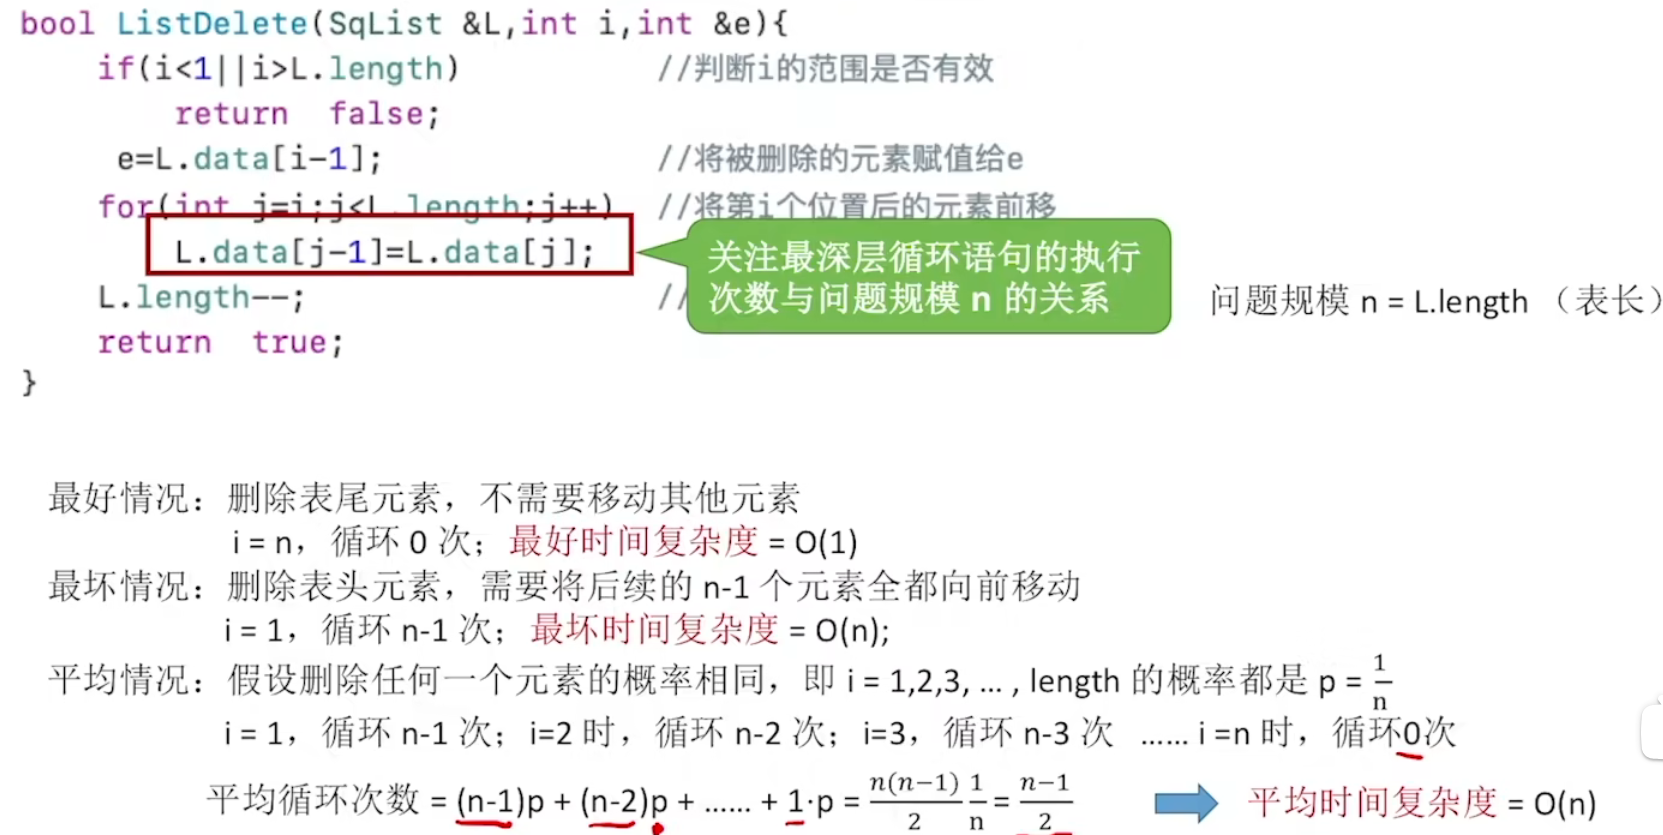 bool ListDelete(SqList &L,int i,int &e){
if(i<1||i>L.length) //判断i的范围是否有效
return false;
e=L.data[i-1]; //将被删除的元素赋值给e
for(int j=i;j<L.length;j++) //将第i个位置后的元素前移
L.data[j-1]=L.data[j];
关注最深层循环语句的执行
次数与问题规模 n 的关系
L.length--; //
问题规模 n = L.length （表长）
return true;
}
最好情况：删除表尾元素，不需要移动其他元素
i = n，循环 0 次；最好时间复杂度 = O(1)
最坏情况：删除表头元素，需要将后续的 n-1 个元素全都向前移动
i = 1，循环 n-1 次；最坏时间复杂度 = O(n);
平均情况：假设删除任何一个元素的概率相同，即 i = 1,2,3, … , length 的概率都是 p = 1/n
i = 1，循环 n-1 次；i=2 时，循环 n-2 次；i=3，循环 n-3 次 …… i =n 时，循环0次
平均循环次数 = (n-1)p + (n-2)p + …… + 1·p = n(n−1)/2 1/n = n−1/2 平均时间复杂度 = O(n)